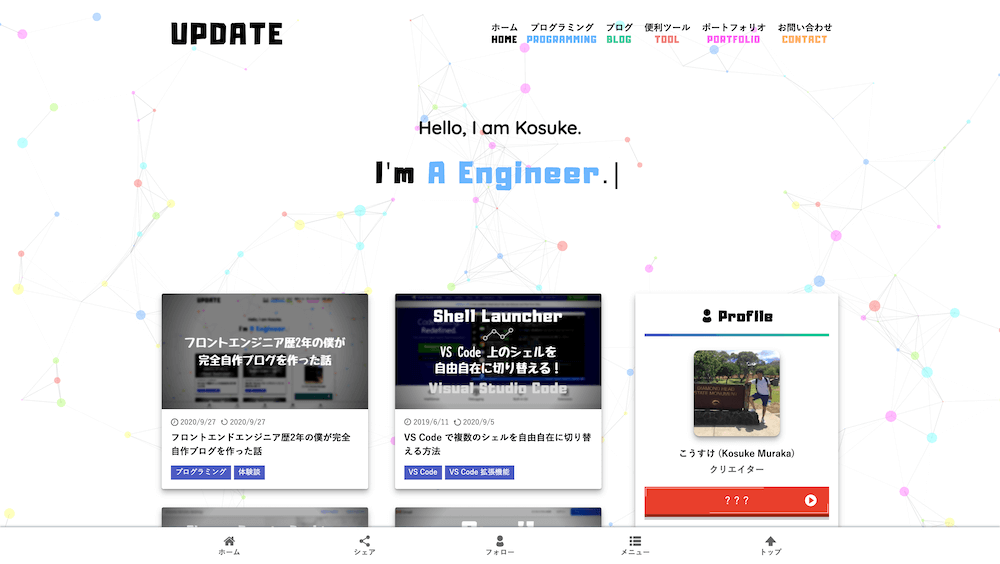 UPDATE
ホーム プログラミング ブログ 便利ツール ポートフォリオ お問い合わせ
HOME PROGRAMMING BLOG TOOL PORTFOLIO CONTACT
Hello, I am Kosuke.
I'm A Engineer.
UPDATE
I'm A Engineer.
フロントエンジニア歴2年の僕が
完全自作ブログを作った話
2020/9/27 2020/9/27
フロントエンドエンジニア歴2年の僕が完全
自作ブログを作った話
プログラミング 体験談
Shell Launcher
VS Code 上のシェルを
自由自在に切り替える！
Visual Studio Code
2019/6/11 2020/9/5
VS Code で複数のシェルを自由自在に切り替
える方法
VS Code VS Code 拡張機能
Profile
こうすけ (Kosuke Muraka)
クリエイター
？？？
ホーム シェア フォロー メニュー トップ